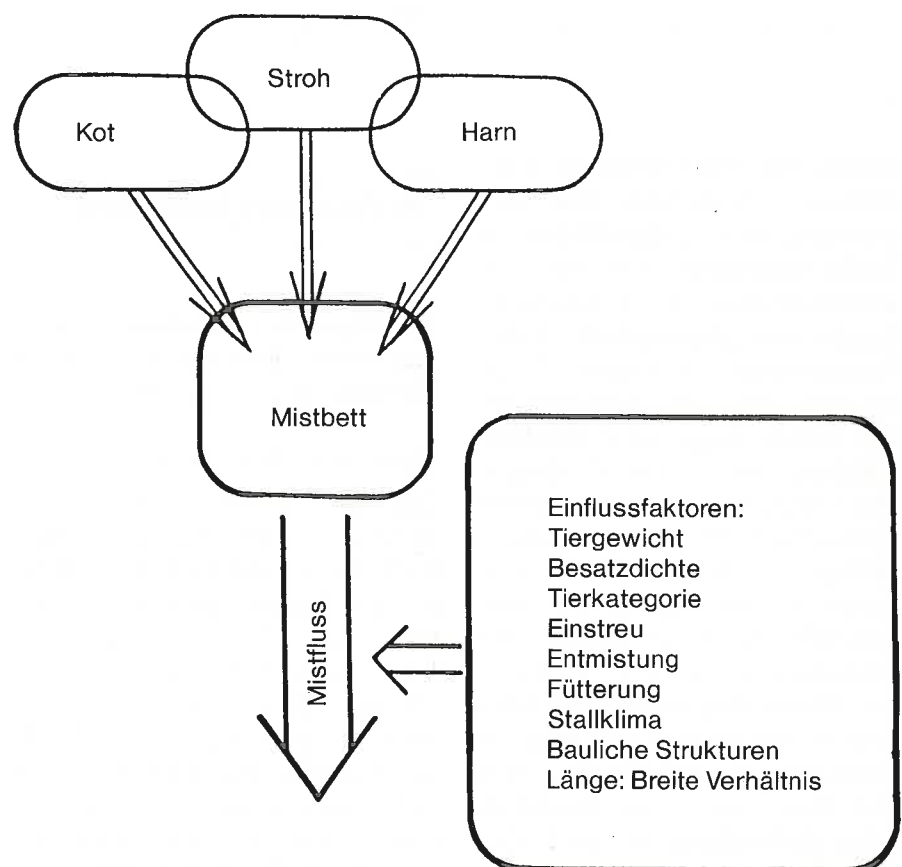 Stroh
Kot
Harn
Mistbett
Mistfluss
Einflussfaktoren:
Tiergewicht
Besatzdichte
Tierkategorie
Einstreu
Entmistung
Fütterung
Stallklima
Bauliche Strukturen
Länge: Breite Verhältnis